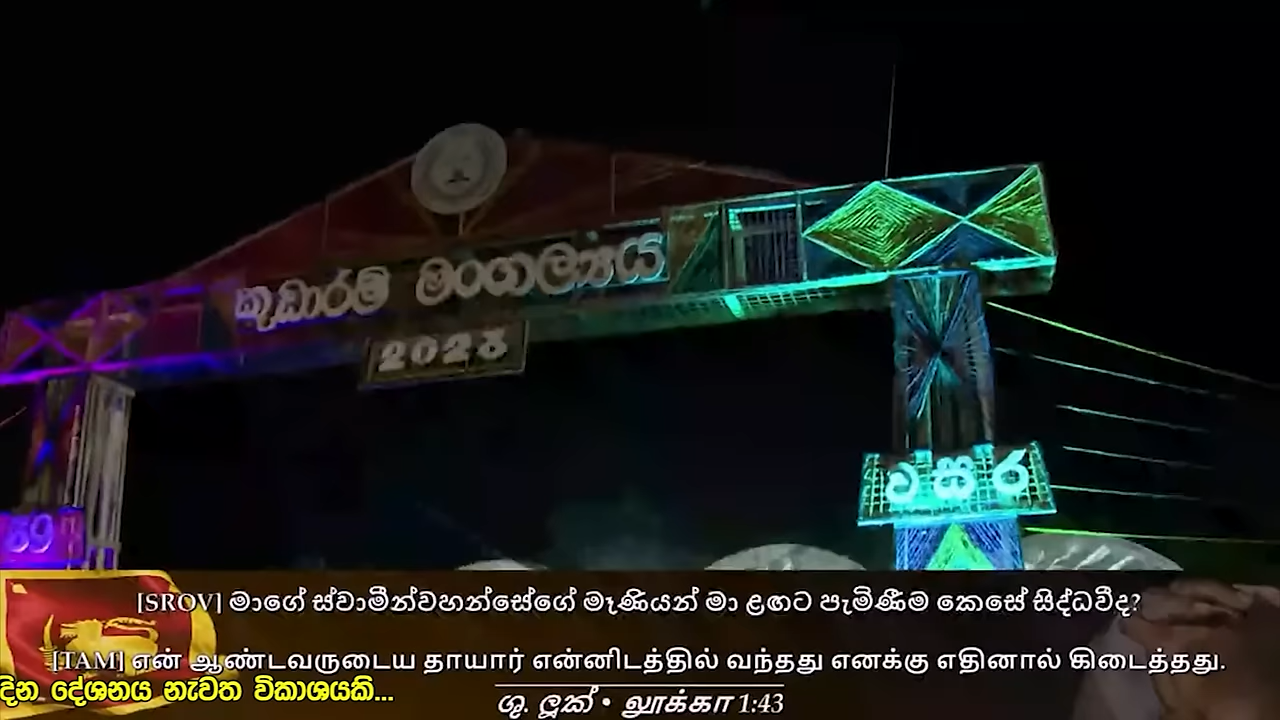 කූඩාරම් මංගල්‍යය
2023
වසර
59
[SROV] මාගේ ස්වාමීන්වහන්සේගේ මෑණියන් මා ළඟට පැමිණීම කෙසේ සිද්ධවීද?
[TAM] என் ஆண்டவருடைய தாயார் என்னிடத்தில் வந்தது எனக்கு எதினால் கிடைத்தது.
දින දේශනය නැවත විකාශයකි...
ශු. ලූක් • லூக்கா 1:43